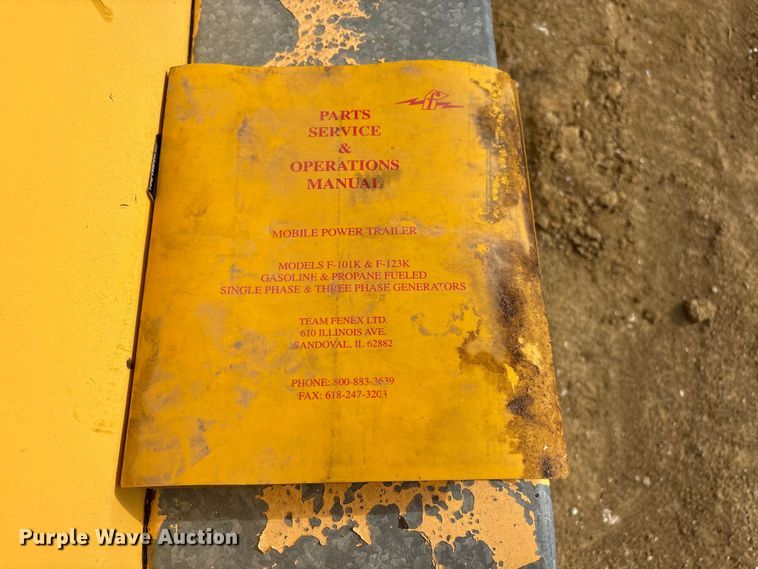 f
PARTS
SERVICE
&
OPERATIONS
MANUAL
MOBILE POWER TRAILER
MODELS F-101K & F-123K
GASOLINE & PROPANE FUELED
SINGLE PHASE & THREE PHASE GENERATORS
TEAM FENEX LTD.
610 ILLINOIS AVE.
SANDOVAL, IL 62882
PHONE: 800-883-3639
FAX: 618-247-3203
Purple Wave Auction®